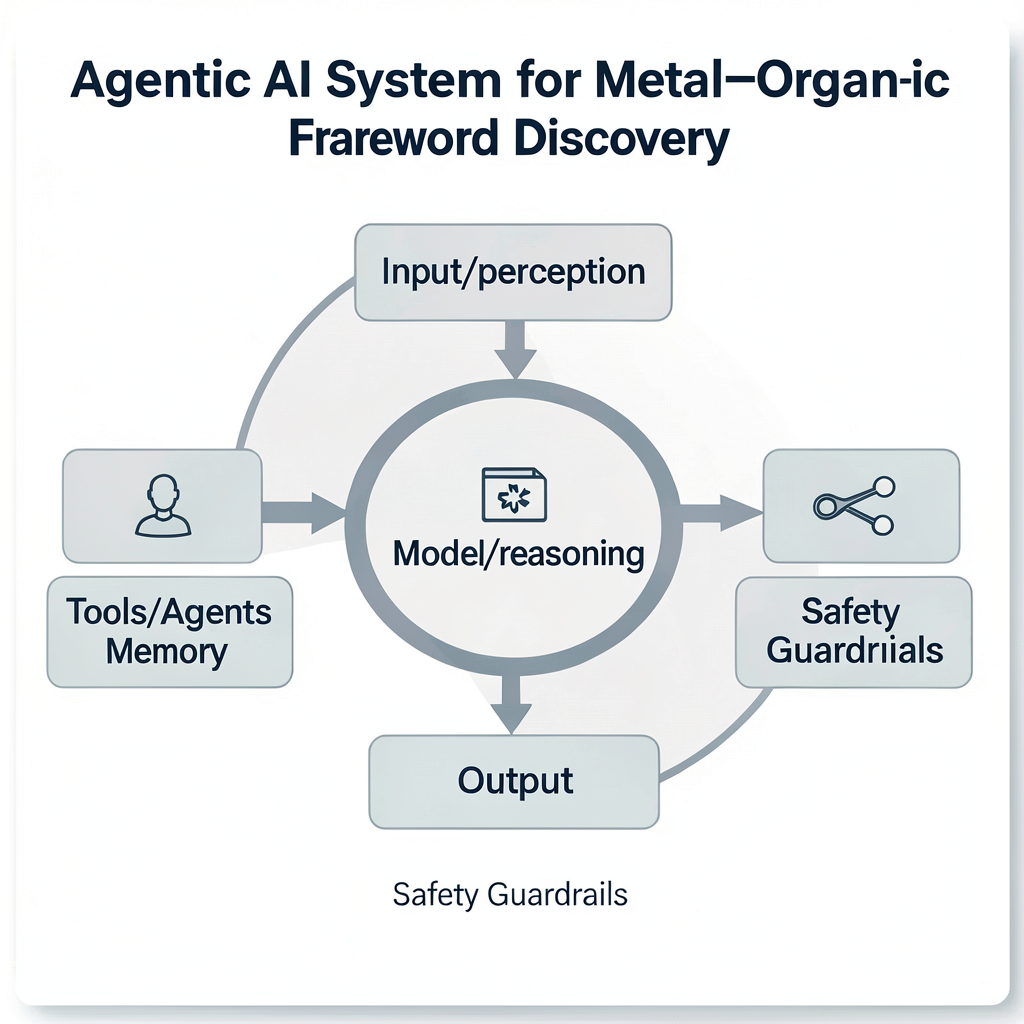 Agentic AI System for Metal–Organ-ic
Frareword Discovery
Input/perception
Model/reasoning
Tools/Agents
Memory
Safety
Guardriials
Output
Safety Guardrails